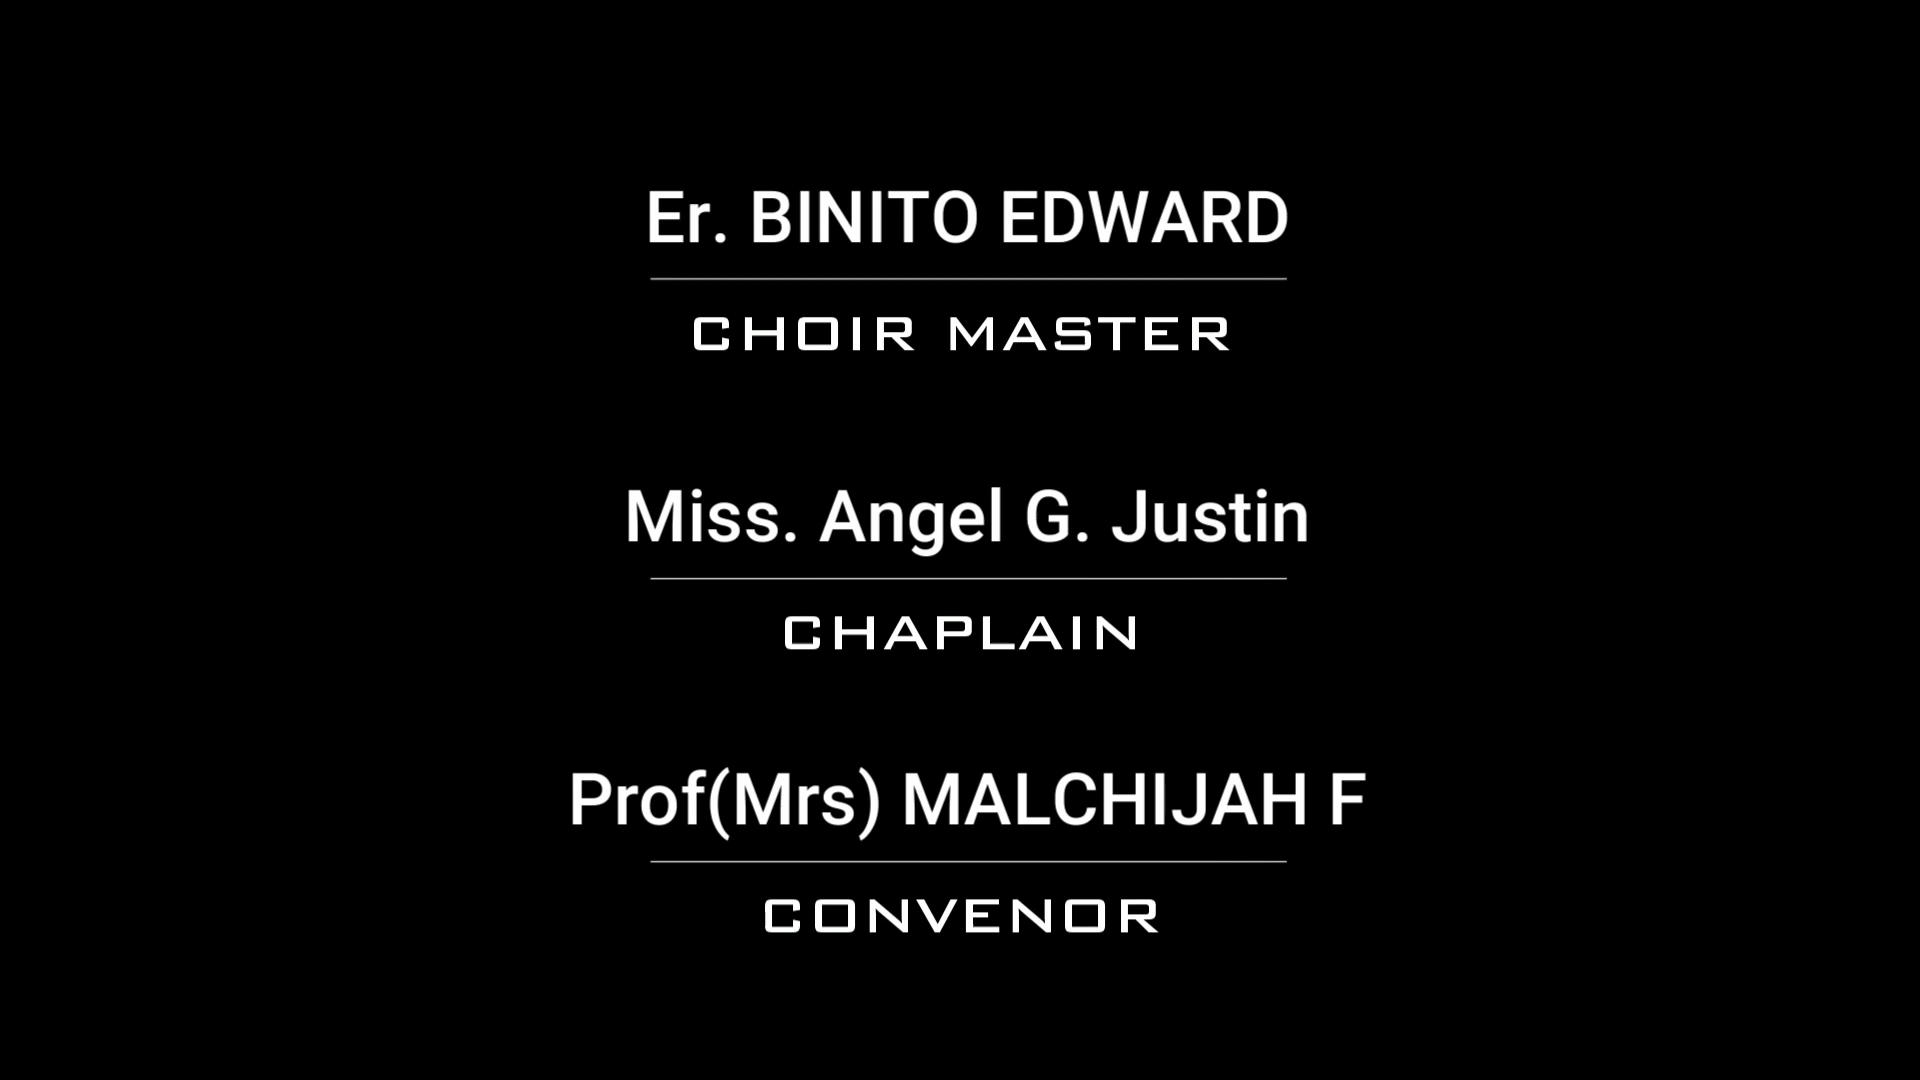 Er. BINITO EDWARD
CHOIR MASTER
Miss. Angel G. Justin
CHAPLAIN
Prof(Mrs) MALCHIJAH F
CONVENOR